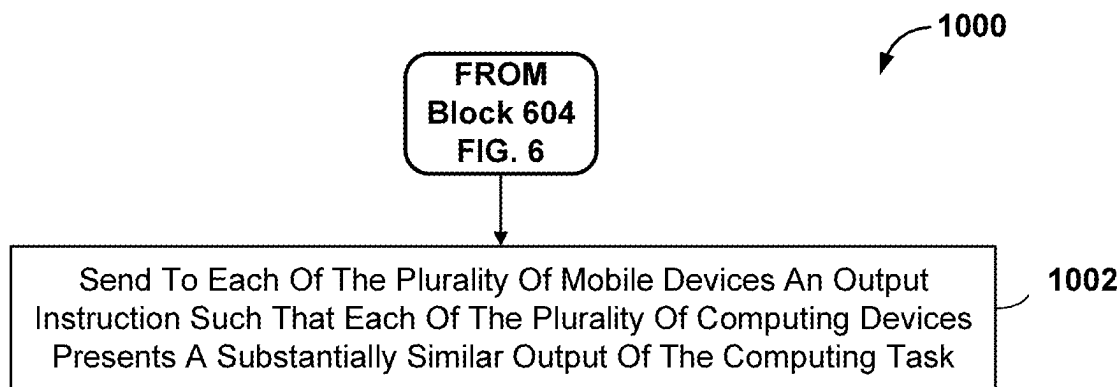 1000
FROM
Block 604
FIG. 6
Send To Each Of The Plurality Of Mobile Devices An Output
Instruction Such That Each Of The Plurality Of Computing Devices
Presents A Substantially Similar Output Of The Computing Task
1002